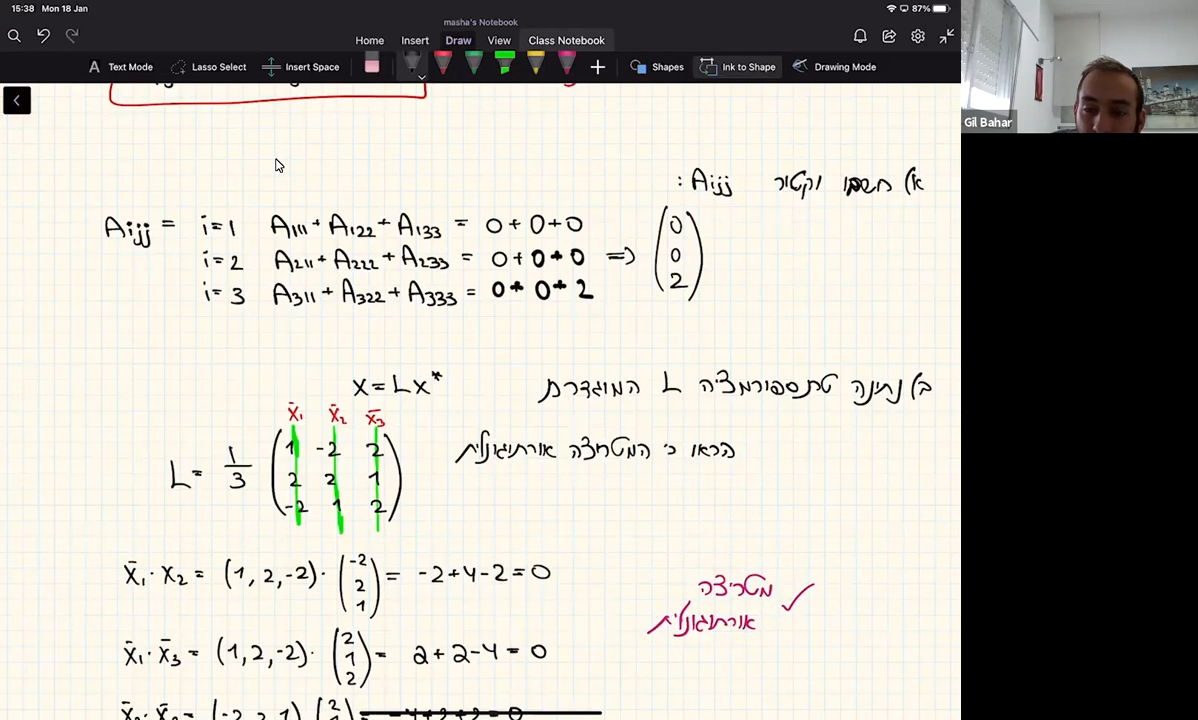 15:38 Mon 18 Jan
87%
masha's Notebook
Home Insert Draw View Class Notebook
Text Mode Lasso Select Insert Space Shapes Ink to Shape Drawing Mode
Gil Bahar
א) חשבו וקטור Aijj :
Aijj = i=1 A111 + A122 + A133 = 0+0+0
i=2 A211 + A222 + A233 = 0+0+0 => (0 0 2)
i=3 A311 + A322 + A333 = 0+0+2
ב) נתינה טרנספורמציה L המוגדרת
x = Lx*
x̄1 x̄2 x̄3
הראו כי המטריצה אורתוגונלית
L = 1/3 (1 -2 2
2 2 1
-2 1 2)
x̄1 · x2 = (1, 2, -2) · (-2 2 1) = -2+4-2=0
מטריצה ✓
אורתוגונלית
x̄1 · x̄3 = (1, 2, -2) · (2 1 2) = 2+2-4=0